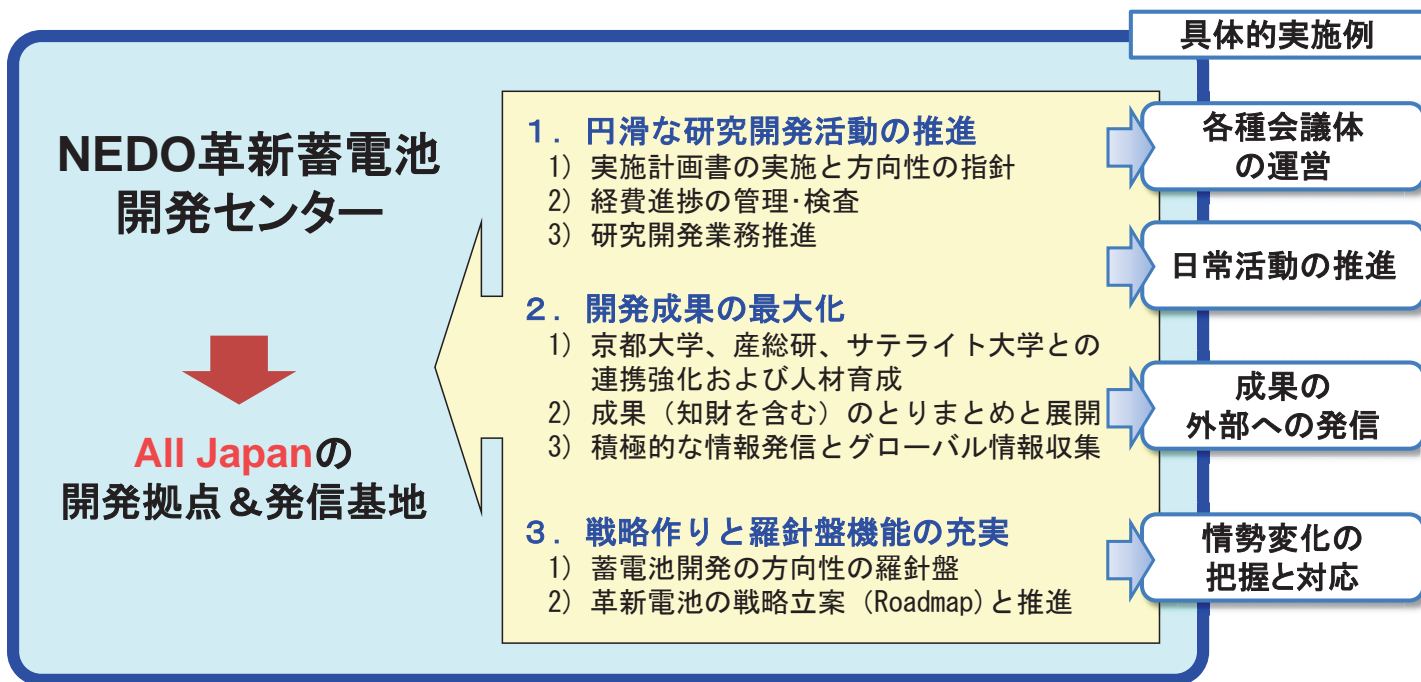 具体的実施例
NEDO革新蓄電池
開発センター
All Japanの
開発拠点＆発信基地
１．円滑な研究開発活動の推進
1) 実施計画書の実施と方向性の指針
2) 経費進捗の管理･検査
3) 研究開発業務推進
２．開発成果の最大化
1) 京都大学、産総研、サテライト大学との
連携強化および人材育成
2) 成果（知財を含む）のとりまとめと展開
3) 積極的な情報発信とグローバル情報収集
３．戦略作りと羅針盤機能の充実
1) 蓄電池開発の方向性の羅針盤
2) 革新電池の戦略立案 (Roadmap)と推進
各種会議体
の運営
日常活動の推進
成果の
外部への発信
情勢変化の
把握と対応